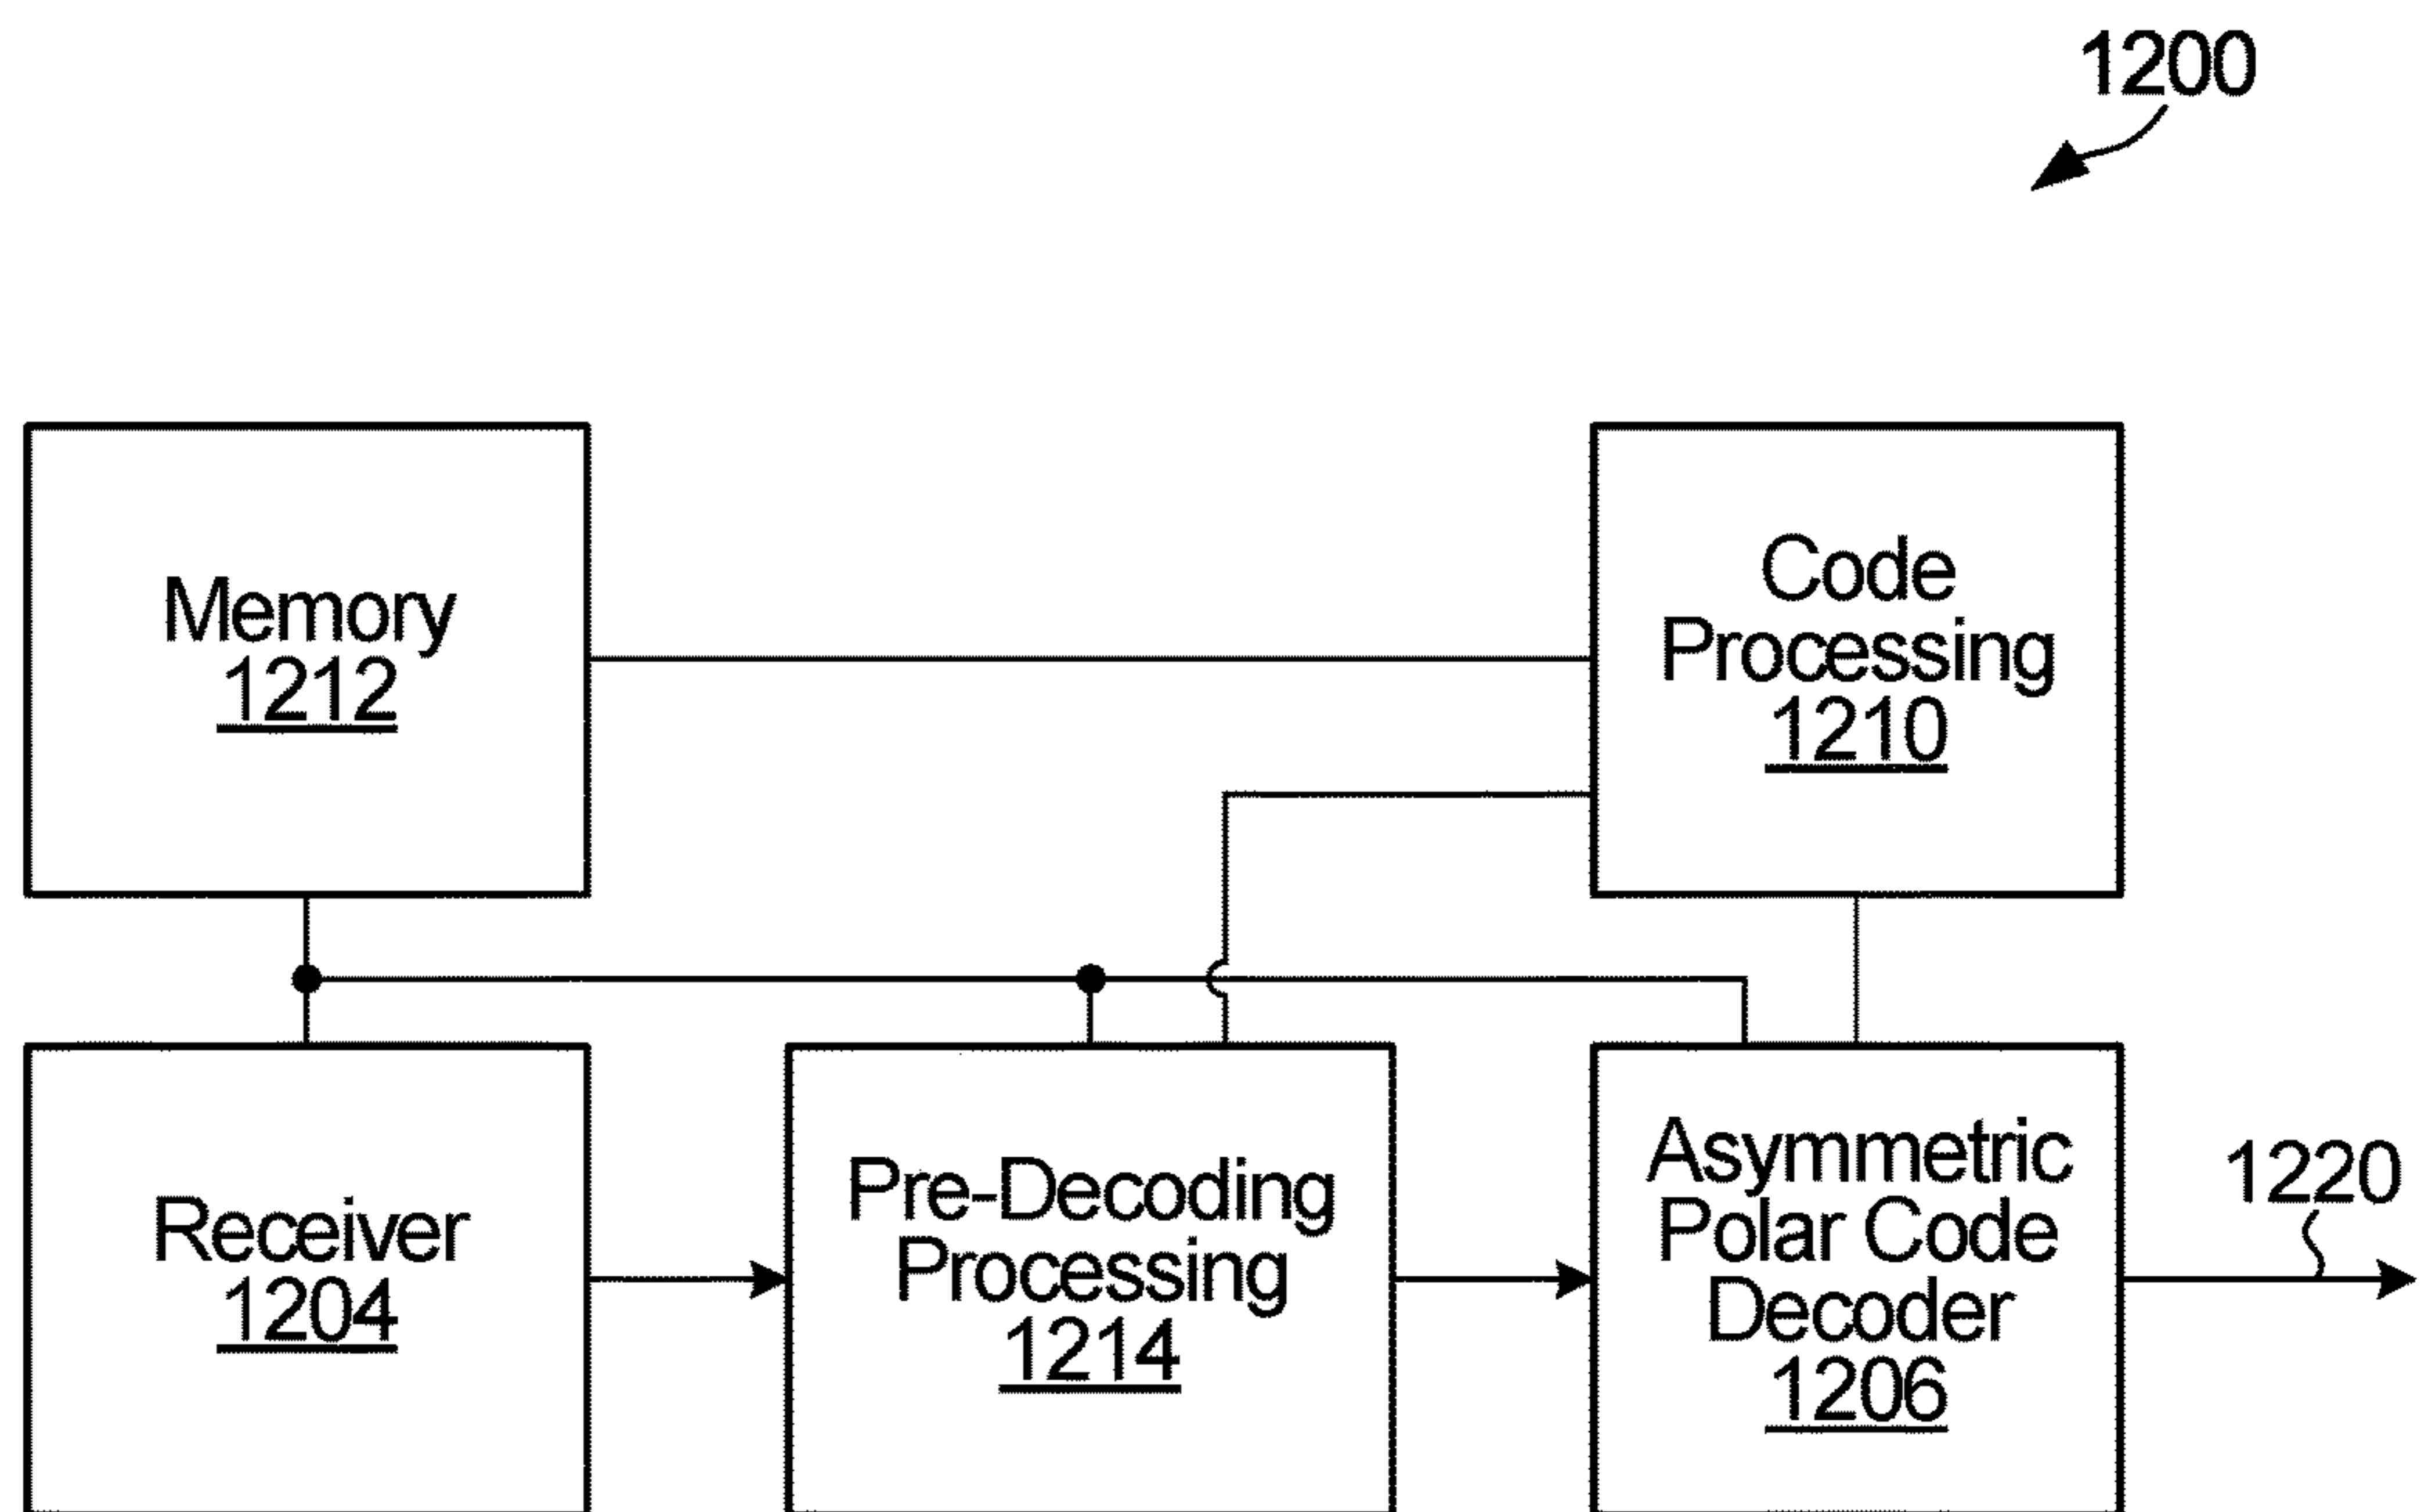 1200
Memory
1212
Code
Processing
1210
Receiver
1204
Pre-Decoding
Processing
1214
Asymmetric
Polar Code
Decoder
1206
1220